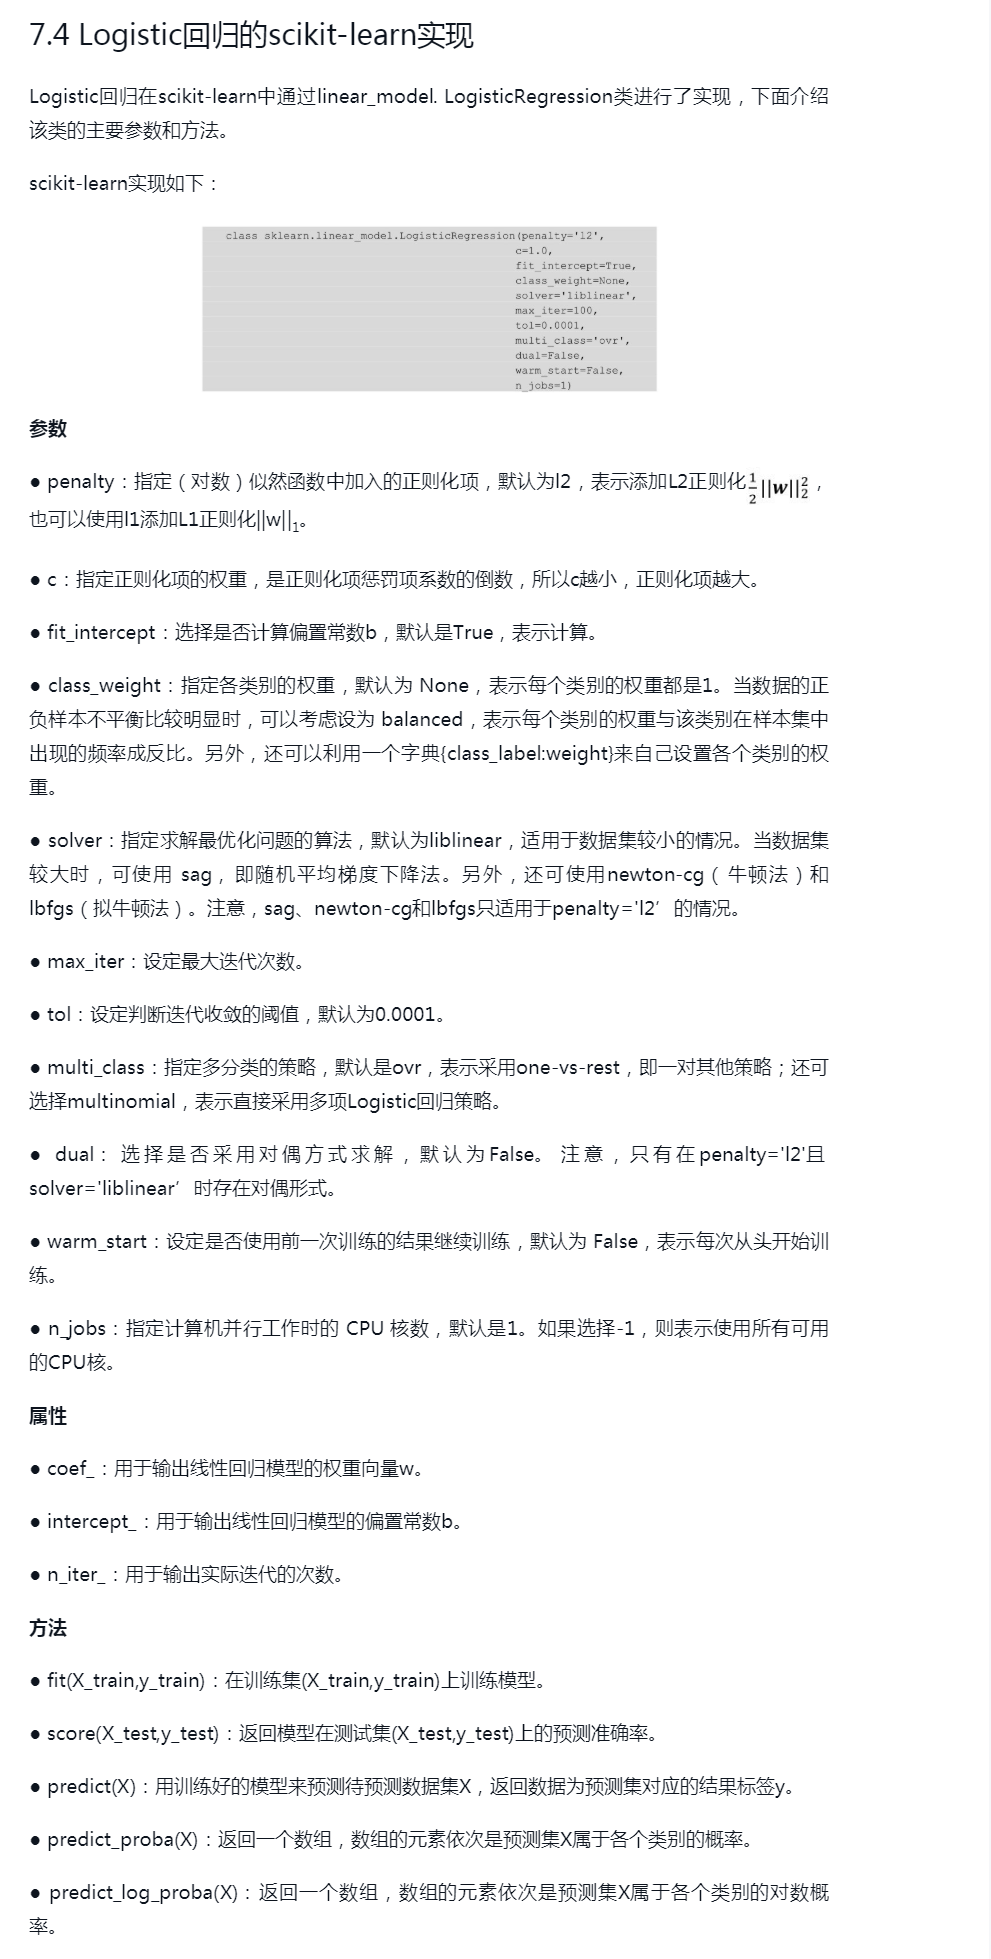 7.4 Logistic回归的scikit-learn实现
Logistic回归在scikit-learn中通过linear_model. LogisticRegression类进行了实现，下面介绍
该类的主要参数和方法。
scikit-learn实现如下：
class sklearn.linear_model.LogisticRegression(penalty='l2',
c=1.0,
fit_intercept=True,
class_weight=None,
solver='liblinear',
max_iter=100,
tol=0.0001,
multi_class='ovr',
dual=False,
warm_start=False,
n_jobs=1)
参数
● penalty：指定（对数）似然函数中加入的正则化项，默认为l2，表示添加L2正则化½||w||₂²，
也可以使用l1添加L1正则化||w||₁。
● c：指定正则化项的权重，是正则化项惩罚项系数的倒数，所以c越小，正则化项越大。
● fit_intercept：选择是否计算偏置常数b，默认是True，表示计算。
● class_weight：指定各类别的权重，默认为 None，表示每个类别的权重都是1。当数据的正
负样本不平衡比较明显时，可以考虑设为 balanced，表示每个类别的权重与该类别在样本集中
出现的频率成反比。另外，还可以利用一个字典{class_label:weight}来自己设置各个类别的权
重。
● solver：指定求解最优化问题的算法，默认为liblinear，适用于数据集较小的情况。当数据集
较大时，可使用 sag，即随机平均梯度下降法。另外，还可使用newton-cg（牛顿法）和
lbfgs（拟牛顿法）。注意，sag、newton-cg和lbfgs只适用于penalty='l2’的情况。
● max_iter：设定最大迭代次数。
● tol：设定判断迭代收敛的阈值，默认为0.0001。
● multi_class：指定多分类的策略，默认是ovr，表示采用one-vs-rest，即一对其他策略；还可
选择multinomial，表示直接采用多项Logistic回归策略。
● dual：选择是否采用对偶方式求解，默认为False。注意，只有在penalty='l2'且
solver='liblinear’时存在对偶形式。
● warm_start：设定是否使用前一次训练的结果继续训练，默认为 False，表示每次从头开始训
练。
● n_jobs：指定计算机并行工作时的 CPU 核数，默认是1。如果选择-1，则表示使用所有可用
的CPU核。
属性
● coef_：用于输出线性回归模型的权重向量w。
● intercept_：用于输出线性回归模型的偏置常数b。
● n_iter_：用于输出实际迭代的次数。
方法
● fit(X_train,y_train)：在训练集(X_train,y_train)上训练模型。
● score(X_test,y_test)：返回模型在测试集(X_test,y_test)上的预测准确率。
● predict(X)：用训练好的模型来预测待预测数据集X，返回数据为预测集对应的结果标签y。
● predict_proba(X)：返回一个数组，数组的元素依次是预测集X属于各个类别的概率。
● predict_log_proba(X)：返回一个数组，数组的元素依次是预测集X属于各个类别的对数概
率。